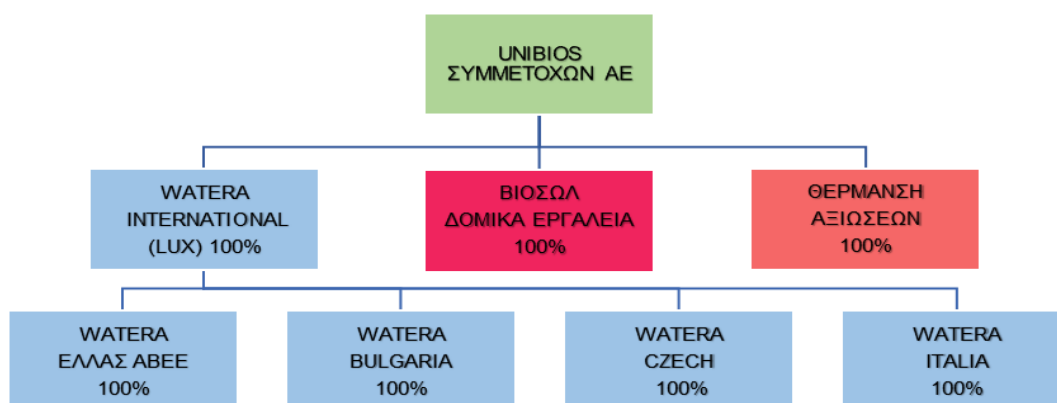 UNIBIOS
ΣΥΜΜΕΤΟΧΩΝ ΑΕ
WATERA
INTERNATIONAL
(LUX) 100%
ΒΙΟΣΩΛ
ΔΟΜΙΚΑ ΕΡΓΑΛΕΙΑ
100%
ΘΕΡΜΑΝΣΗ
ΑΞΙΩΣΕΩΝ
100%
WATERA
ΕΛΛΑΣ ΑΒΕΕ
100%
WATERA
BULGARIA
100%
WATERA
CZECH
100%
WATERA
ITALIA
100%